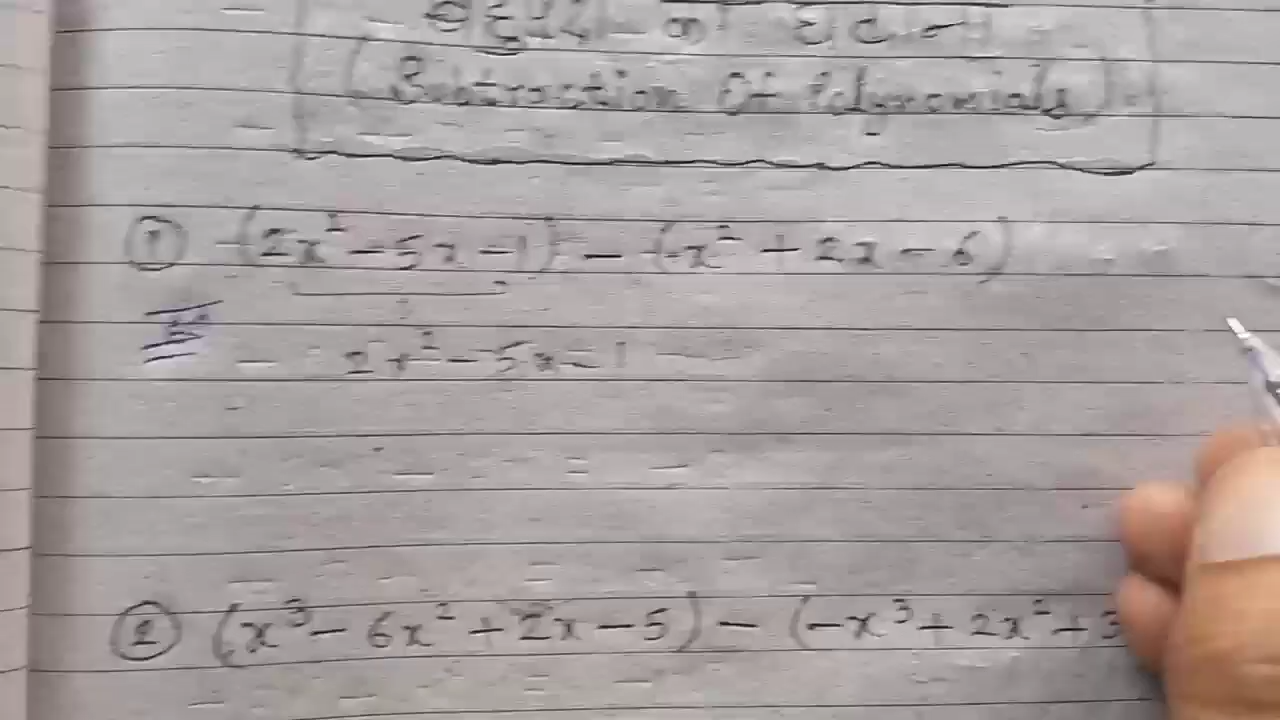 (Subtraction Of Polynomials)
① (2x² - 5x - 1) - (-x² + 2x - 6)
2x² - 5x - 1
② (x³ - 6x² + 2x - 5) - (-x³ + 2x² + 3